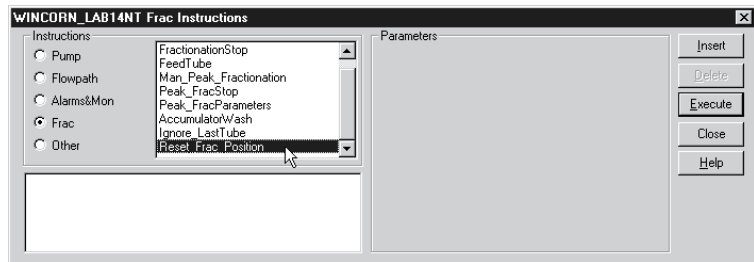 WINCORN_LAB14NT Frac Instructions
Instructions
Pump
Flowpath
Alarms&Mon
Frac
Other
FractionationStop
FeedTube
Man_Peak_Fractionation
Peak_FracStop
Peak_FracParameters
AccumulatorWash
Ignore_LastTube
Reset_Frac_Position
Parameters
Insert
Delete
Execute
Close
Help